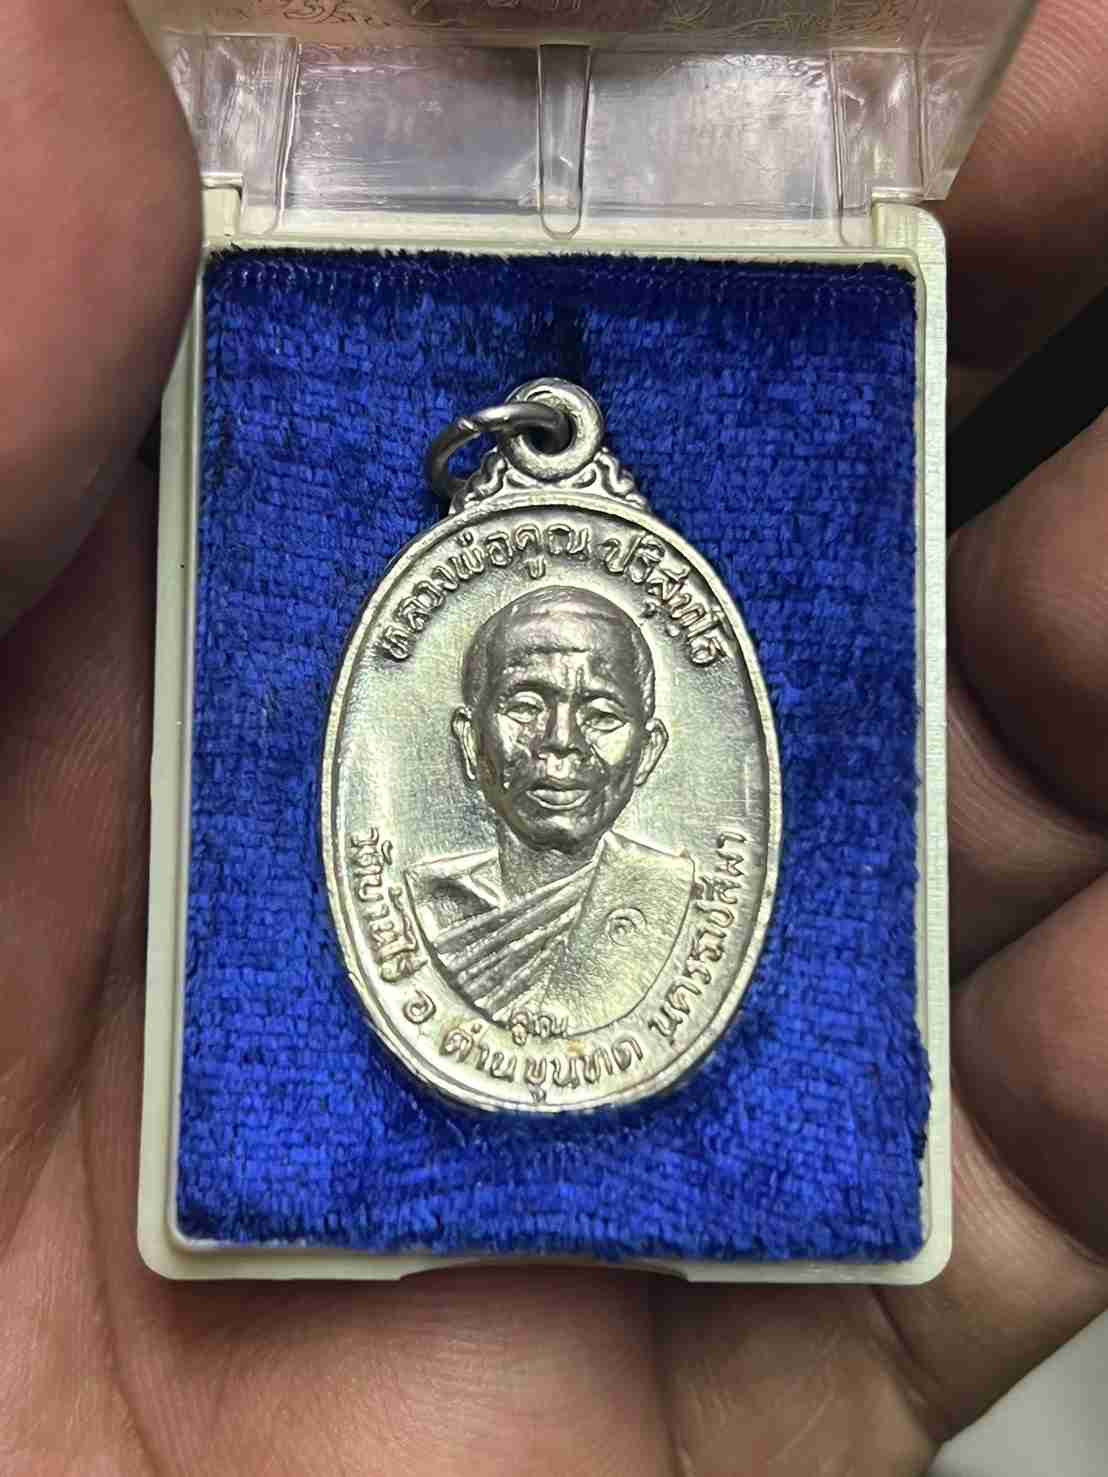 หลวงพ่อคูณ ปริสุทฺโธ
คูณ
วัดบ้านไร่ อ ด่านขุนทด นครราชสีมา